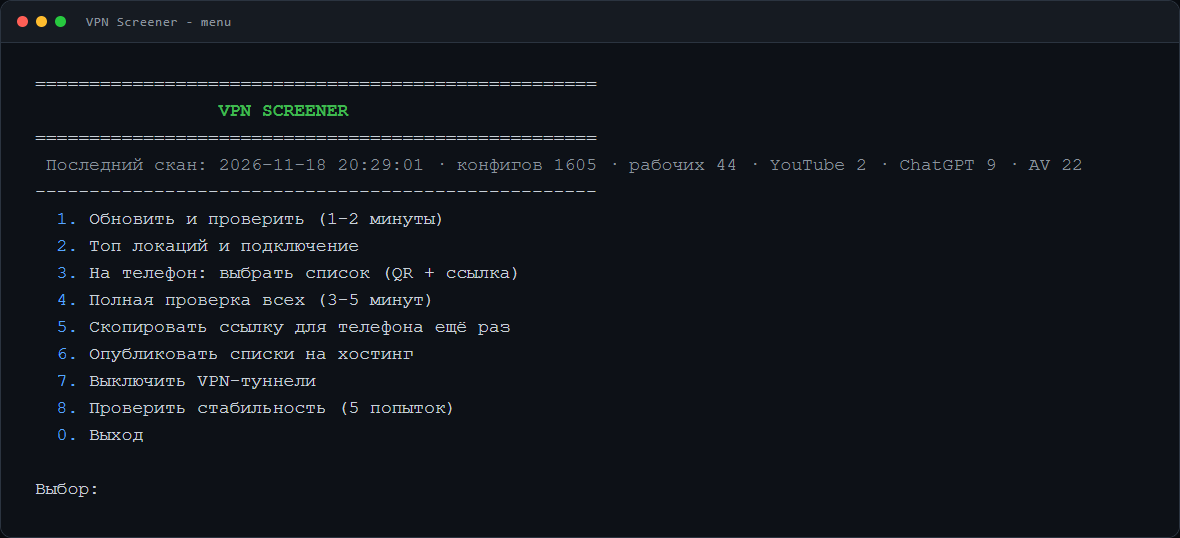 VPN Screener - menu
====================================================
VPN SCREENER
====================================================
Последний скан: 2026-11-18 20:29:01 · конфигов 1605 · рабочих 44 · YouTube 2 · ChatGPT 9 · AV 22
----------------------------------------------------
1. Обновить и проверить (1-2 минуты)
2. Топ локаций и подключение
3. На телефон: выбрать список (QR + ссылка)
4. Полная проверка всех (3-5 минут)
5. Скопировать ссылку для телефона ещё раз
6. Опубликовать списки на хостинг
7. Выключить VPN-туннели
8. Проверить стабильность (5 попыток)
0. Выход
Выбор: